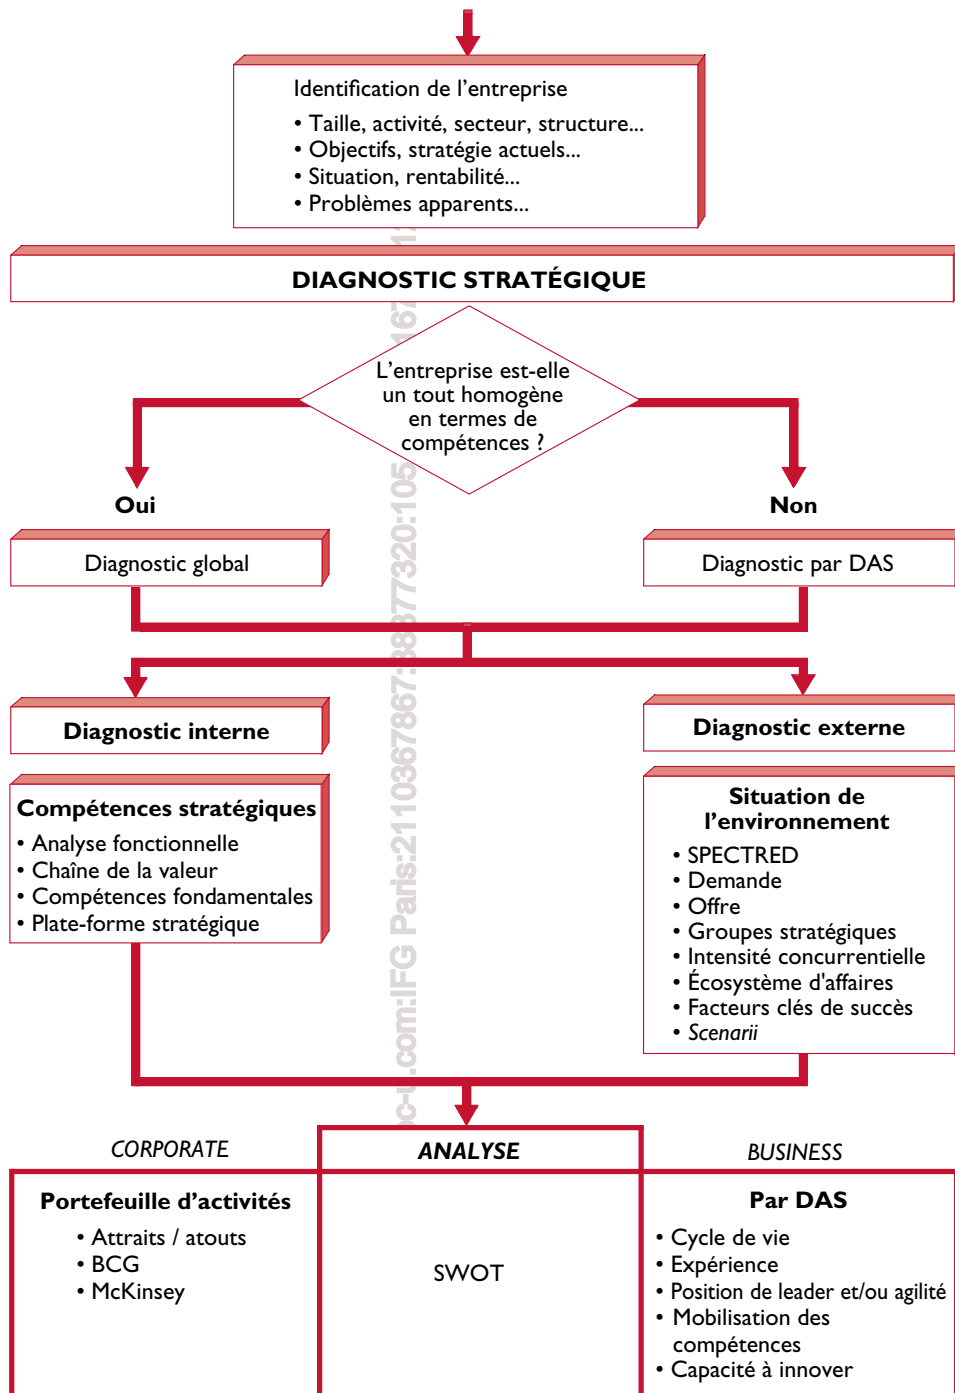 Identification de l'entreprise
• Taille, activité, secteur, structure...
• Objectifs, stratégie actuels...
• Situation, rentabilité...
• Problèmes apparents...
DIAGNOSTIC STRATÉGIQUE
L'entreprise est-elle
un tout homogène
en termes de
compétences ?
Oui
Non
Diagnostic global
Diagnostic par DAS
Diagnostic interne
Diagnostic externe
Compétences stratégiques
• Analyse fonctionnelle
• Chaîne de la valeur
• Compétences fondamentales
• Plate-forme stratégique
Situation de
l'environnement
• SPECTRED
• Demande
• Offre
• Groupes stratégiques
• Intensité concurrentielle
• Écosystème d'affaires
• Facteurs clés de succès
• Scenarii
CORPORATE
ANALYSE
BUSINESS
Portefeuille d'activités
• Attraits / atouts
• BCG
• McKinsey
SWOT
Par DAS
• Cycle de vie
• Expérience
• Position de leader et/ou agilité
• Mobilisation des
compétences
• Capacité à innover